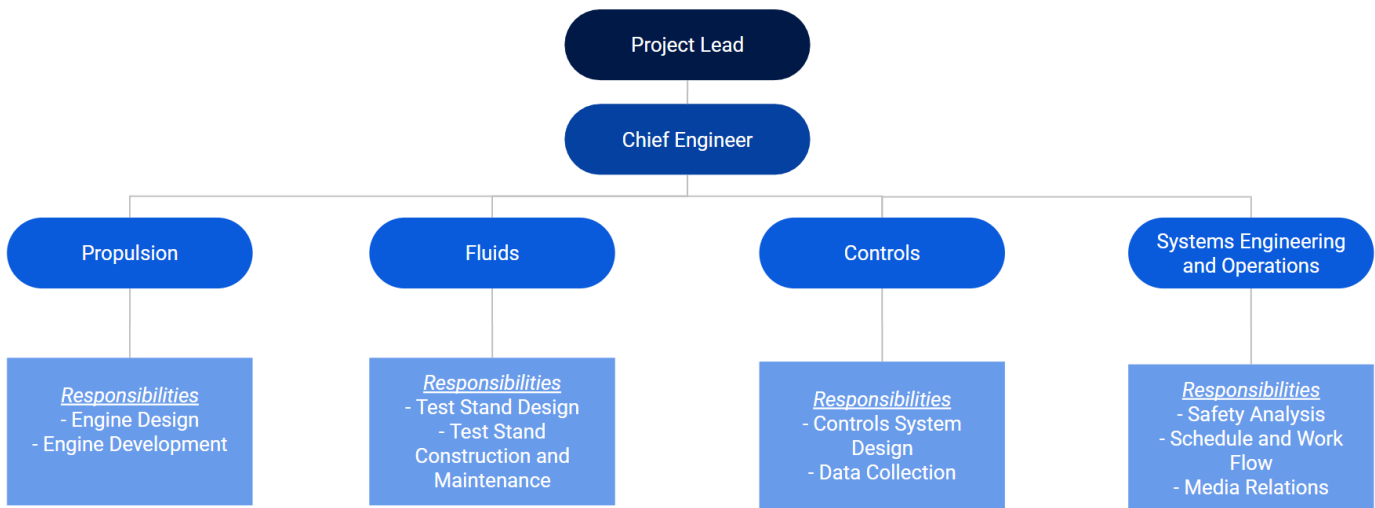 Project Lead
Chief Engineer
Propulsion
Fluids
Controls
Systems Engineering
and Operations
Responsibilities
- Engine Design
- Engine Development
Responsibilities
- Test Stand Design
- Test Stand
Construction and
Maintenance
Responsibilities
- Controls System
Design
- Data Collection
Responsibilities
- Safety Analysis
- Schedule and Work
Flow
- Media Relations